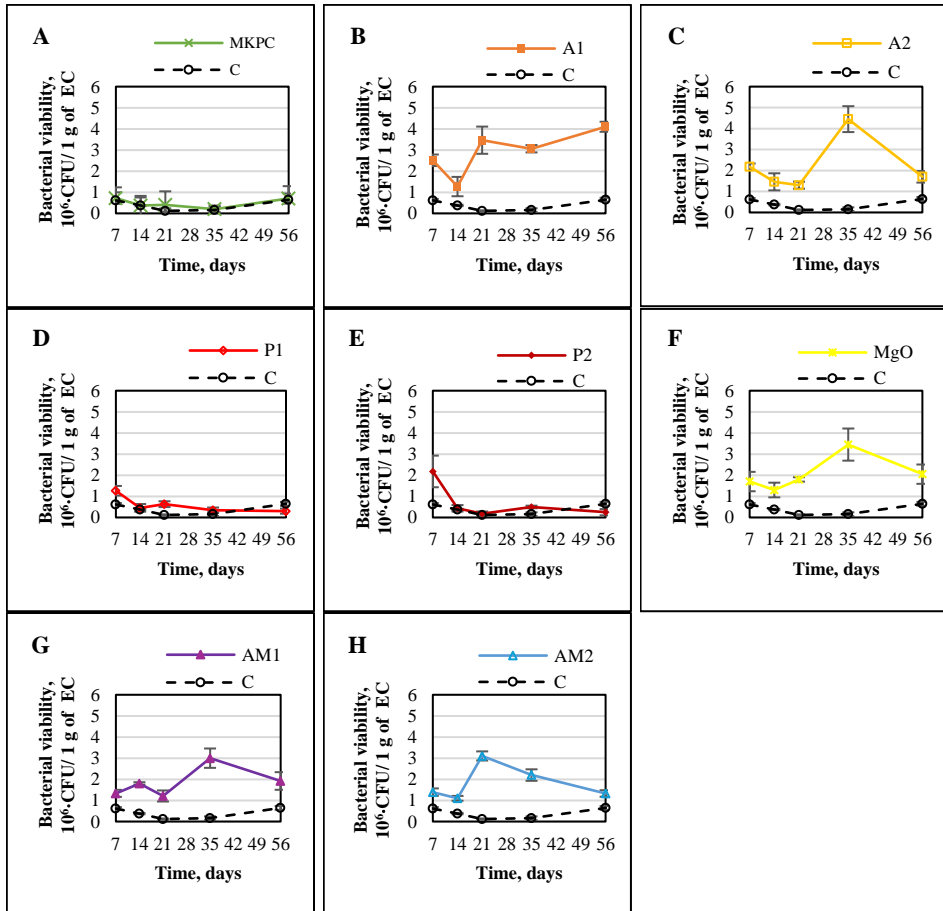 A
MKPC
C
Bacterial viability,
10⁶·CFU/ 1 g of EC
6
5
4
3
2
1
0
7 14 21 28 35 42 49 56
Time, days
B
A1
C
Bacterial viability,
10⁶·CFU/ 1 g of EC
6
5
4
3
2
1
0
7 14 21 28 35 42 49 56
Time, days
C
A2
C
Bacterial viability,
10⁶·CFU/ 1 g of EC
6
5
4
3
2
1
0
7 14 21 28 35 42 49 56
Time, days
D
P1
C
Bacterial viability,
10⁶·CFU/ 1 g of EC
6
5
4
3
2
1
0
7 14 21 28 35 42 49 56
Time, days
E
P2
C
Bacterial viability,
10⁶·CFU/ 1 g of EC
6
5
4
3
2
1
0
7 14 21 28 35 42 49 56
Time, days
F
MgO
C
Bacterial viability,
10⁶·CFU/ 1 g of EC
6
5
4
3
2
1
0
7 14 21 28 35 42 49 56
Time, days
G
AM1
C
Bacterial viability,
10⁶·CFU/ 1 g of EC
6
5
4
3
2
1
0
7 14 21 28 35 42 49 56
Time, days
H
AM2
C
Bacterial viability,
10⁶·CFU/ 1 g of EC
6
5
4
3
2
1
0
7 14 21 28 35 42 49 56
Time, days